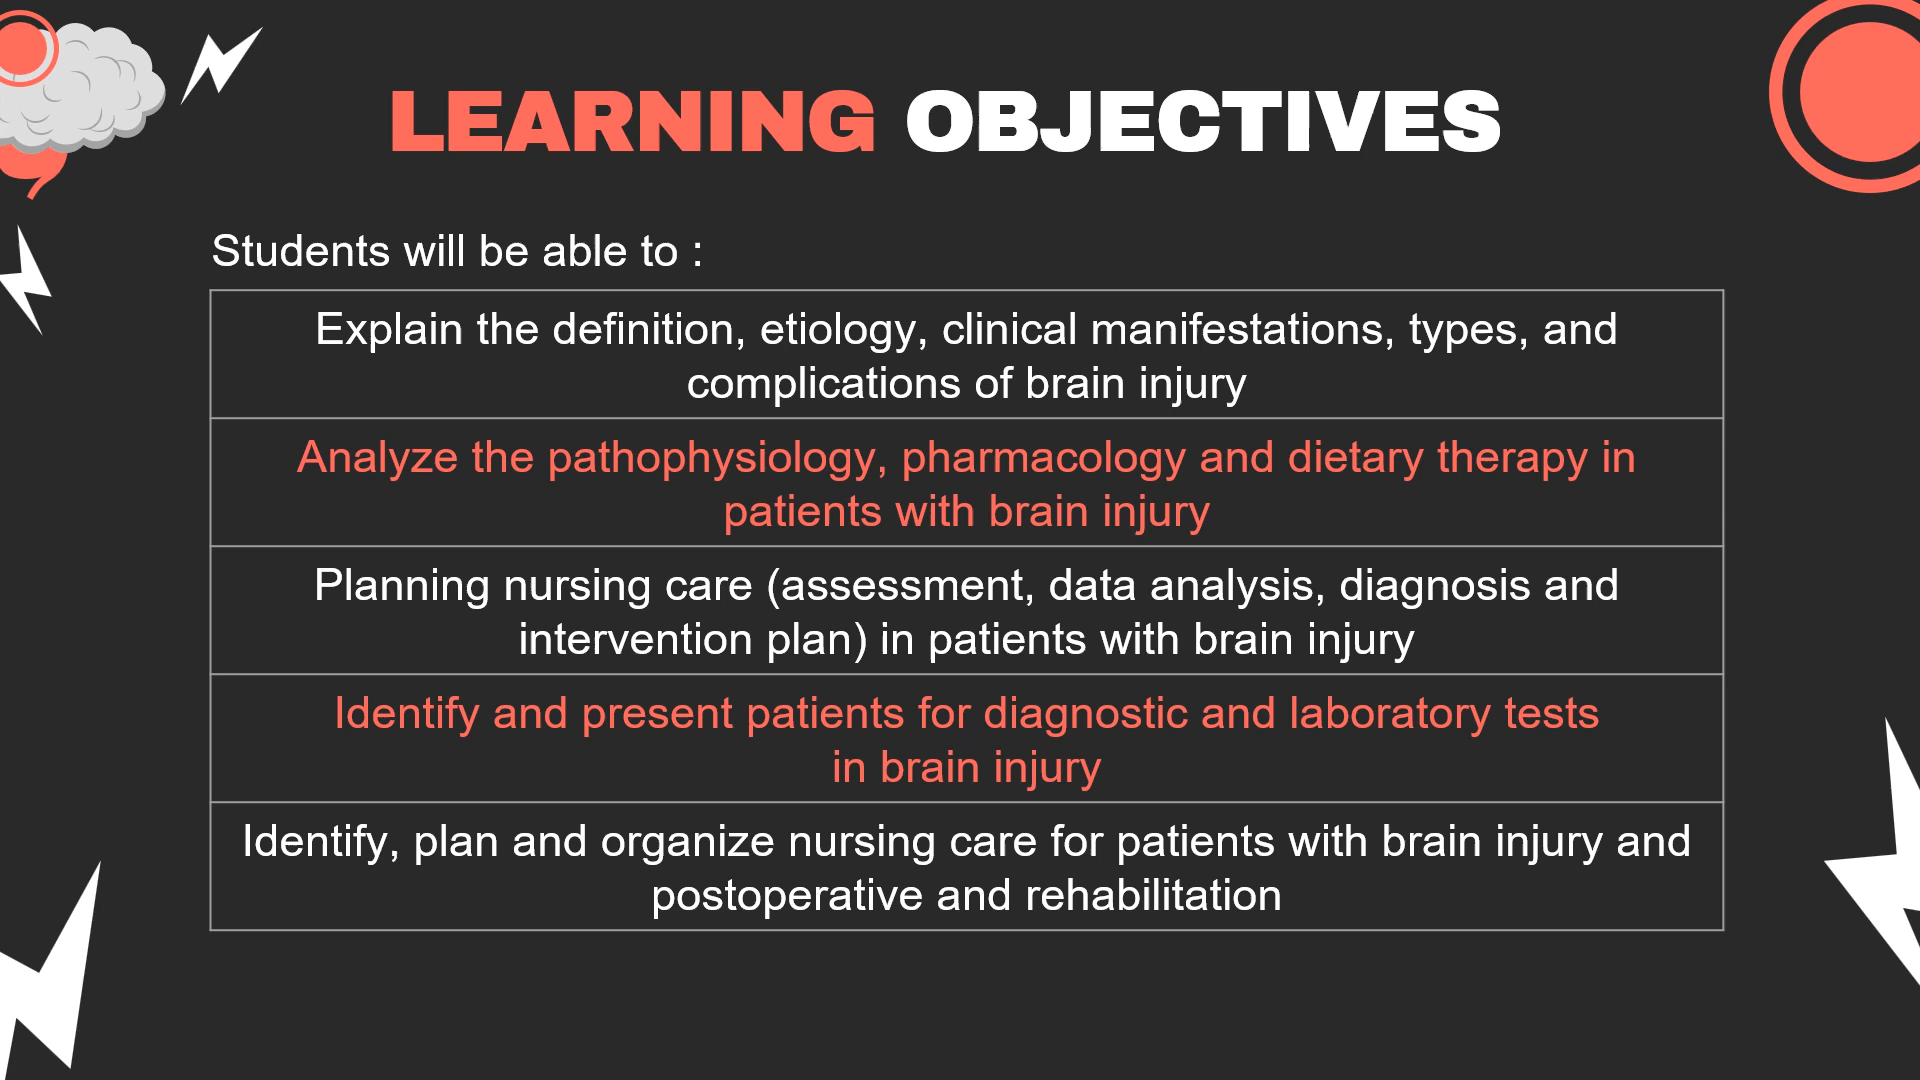 LEARNING OBJECTIVES
Students will be able to :
Explain the definition, etiology, clinical manifestations, types, and
complications of brain injury
Analyze the pathophysiology, pharmacology and dietary therapy in
patients with brain injury
Planning nursing care (assessment, data analysis, diagnosis and
intervention plan) in patients with brain injury
Identify and present patients for diagnostic and laboratory tests
in brain injury
Identify, plan and organize nursing care for patients with brain injury and
postoperative and rehabilitation